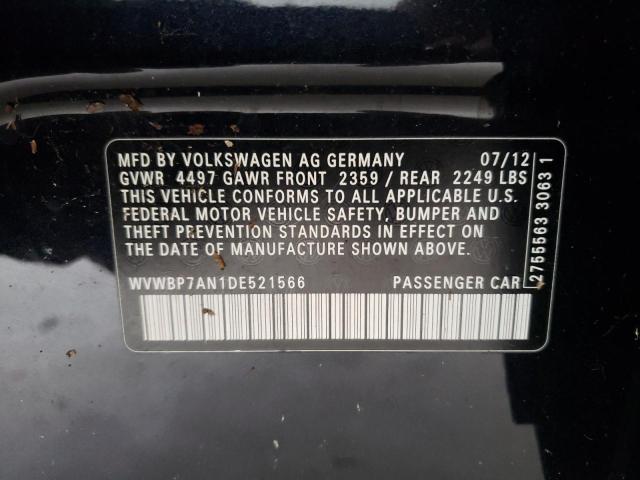 MFD BY VOLKSWAGEN AG GERMANY 07/12
GVWR 4497 GAWR FRONT 2359 / REAR 2249 LBS
THIS VEHICLE CONFORMS TO ALL APPLICABLE U.S.
FEDERAL MOTOR VEHICLE SAFETY, BUMPER AND
THEFT PREVENTION STANDARDS IN EFFECT ON
THE DATE OF MANUFACTURE SHOWN ABOVE.
WVWBP7AN1DE521566 PASSENGER CAR
2755563 3063 1